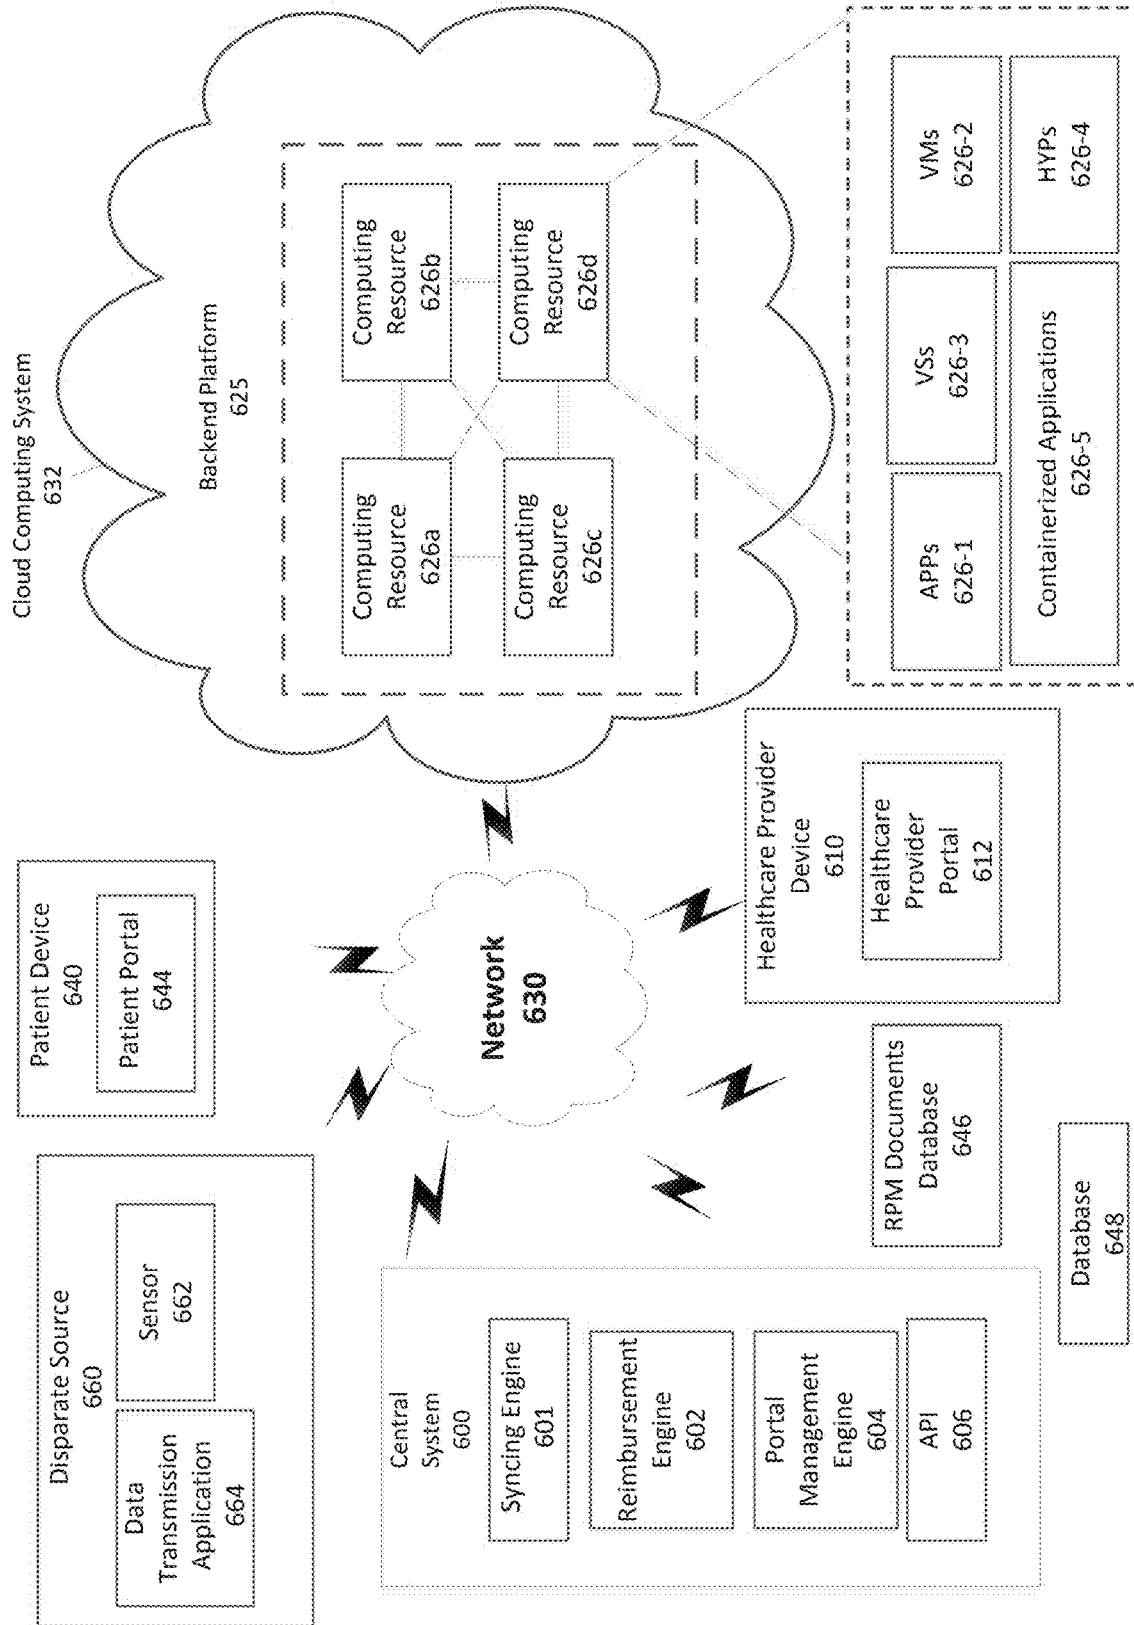 Disparate Source
660
Data
Transmission
Application
664
Sensor
662
Patient Device
640
Patient Portal
644
Cloud Computing System
632
Backend Platform
625
Computing
Resource
626a
Computing
Resource
626b
Computing
Resource
626c
Computing
Resource
626d
Network
630
Central
System
600
Syncing Engine
601
Reimbursement
Engine
602
Portal
Management
Engine
604
API
606
RPM Documents
Database
646
Database
648
Healthcare Provider
Device
610
Healthcare
Provider
Portal
612
APPs
626-1
VSs
626-3
VMs
626-2
Containerized Applications
626-5
HYPs
626-4